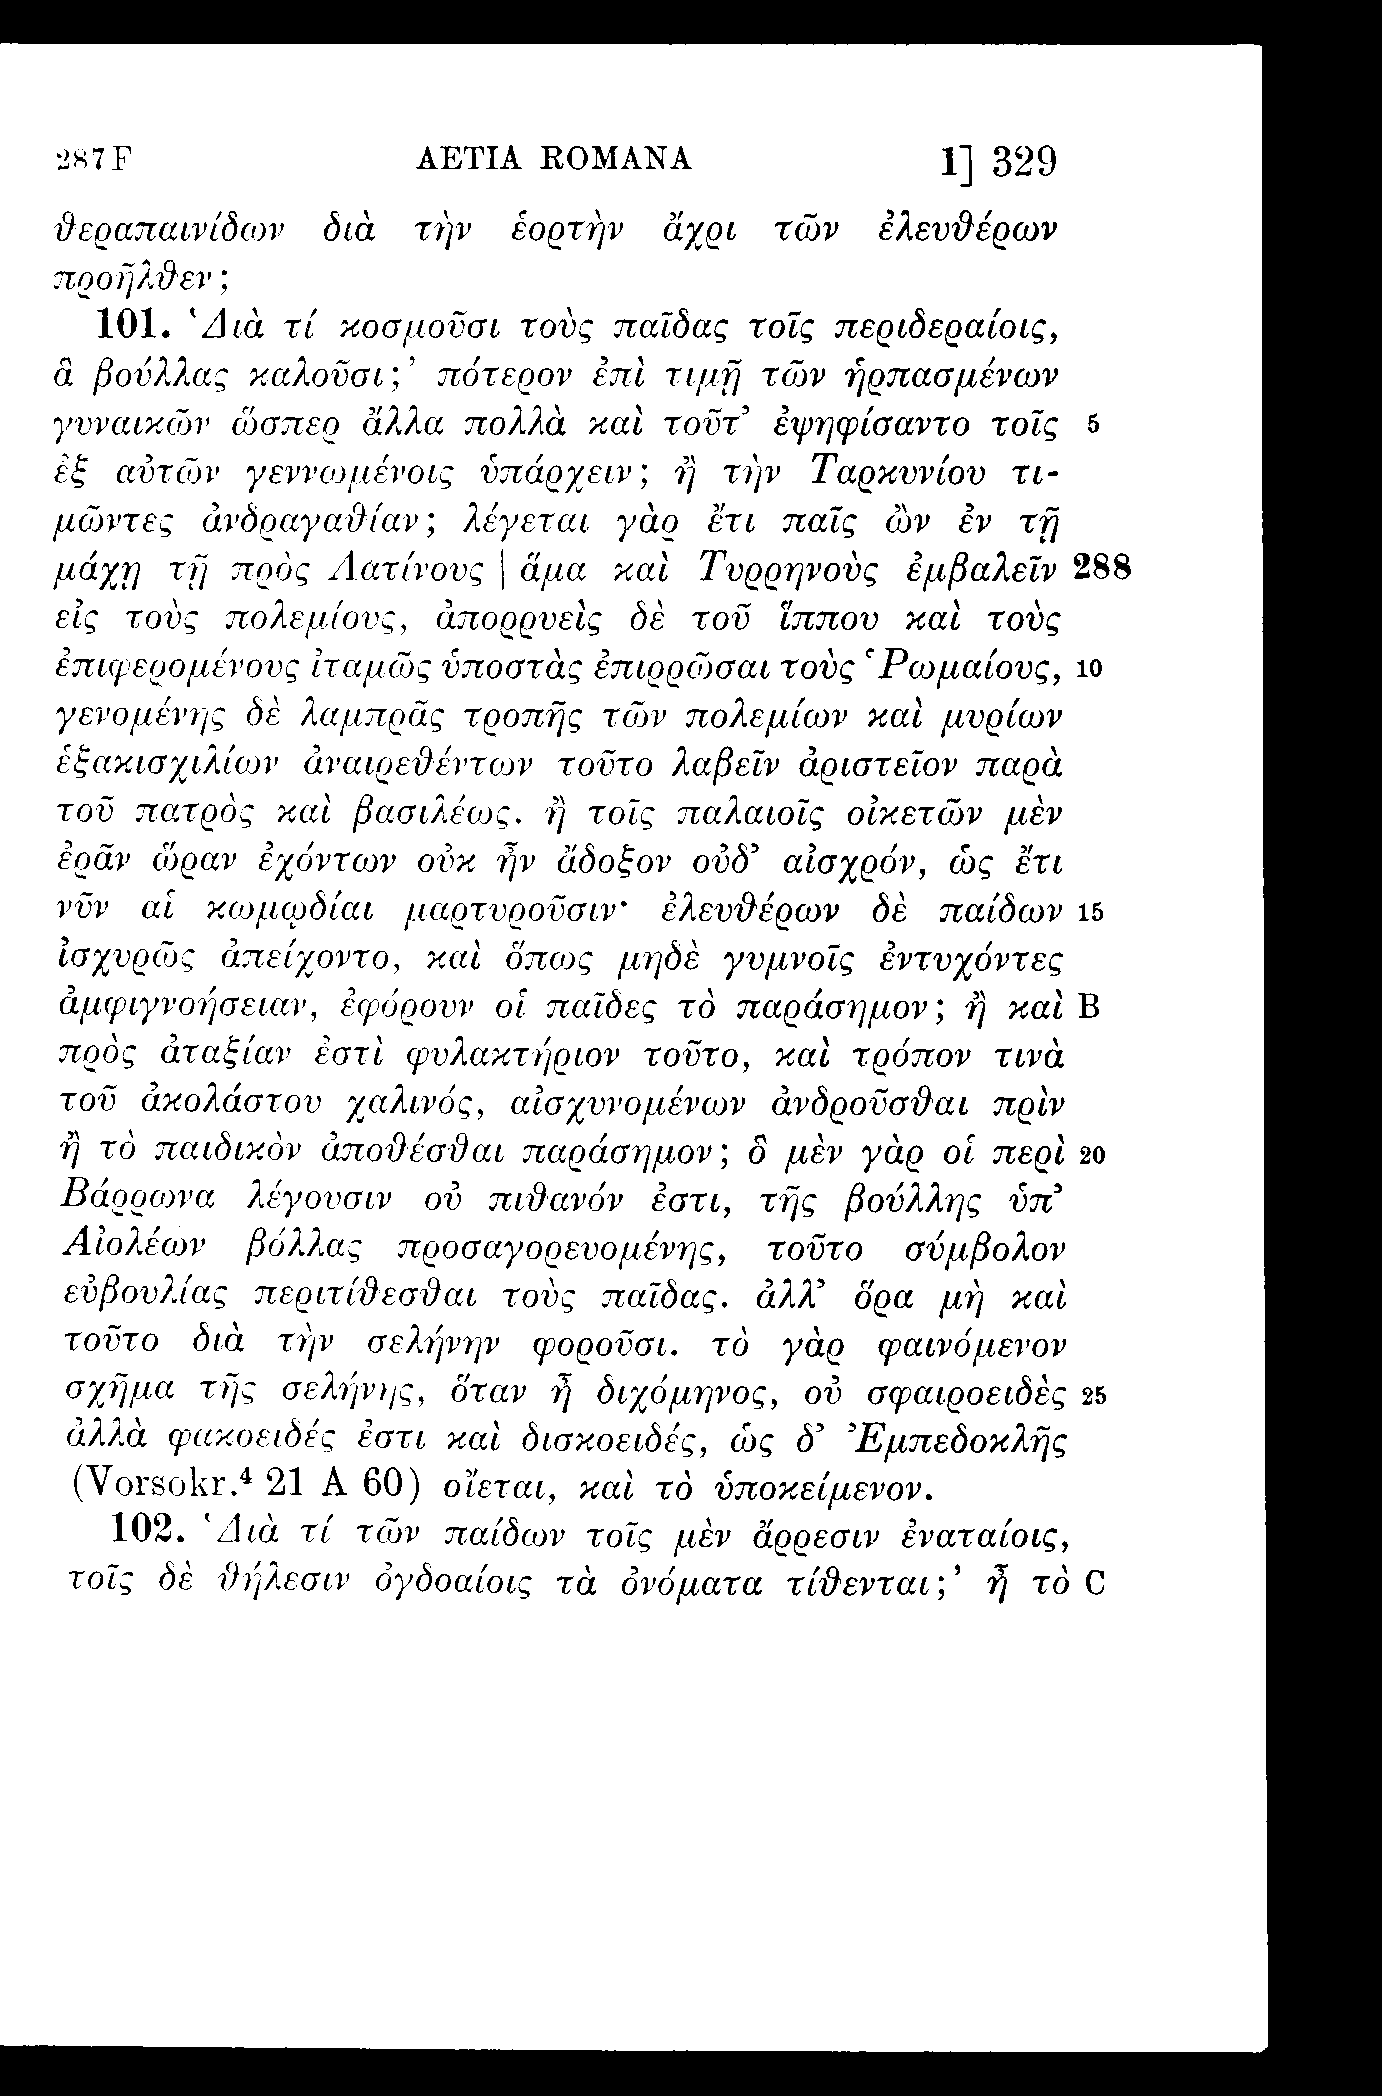 287 F AETIA ROMANA 1] 329
θεραπαινίδων διὰ τὴν ἑορτὴν ἄχρι τῶν ἐλευθέρων
προῆλθεν;
101. ‘Διὰ τί κοσμοῦσι τοὺς παῖδας τοῖς περιδεραίοις,
ἃ βούλλας καλοῦσι;’ πότερον ἐπὶ τιμῇ τῶν ἡρπασμένων
γυναικῶν ὥσπερ ἄλλα πολλὰ καὶ τοῦτ’ ἐψηφίσαντο τοῖς 5
ἐξ αὐτῶν γεννωμένοις ὑπάρχειν; ἢ τὴν Ταρκυνίου τι-
μῶντες ἀνδραγαθίαν; λέγεται γὰρ ἔτι παῖς ὢν ἐν τῇ
μάχῃ τῇ πρὸς Λατίνους | ἅμα καὶ Τυρρηνοὺς ἐμβαλεῖν 288
εἰς τοὺς πολεμίους, ἀπορρυεὶς δὲ τοῦ ἵππου καὶ τοὺς
ἐπιφερομένους ἰταμῶς ὑποστὰς ἐπιρρῶσαι τοὺς Ῥωμαίους, 10
γενομένης δὲ λαμπρᾶς τροπῆς τῶν πολεμίων καὶ μυρίων
ἑξακισχιλίων ἀναιρεθέντων τοῦτο λαβεῖν ἀριστεῖον παρὰ
τοῦ πατρὸς καὶ βασιλέως. ἢ τοῖς παλαιοῖς οἰκετῶν μὲν
ἐρᾶν ὥραν ἐχόντων οὐκ ἦν ἄδοξον οὐδ’ αἰσχρόν, ὡς ἔτι
νῦν αἱ κωμῳδίαι μαρτυροῦσιν· ἐλευθέρων δὲ παίδων 15
ἰσχυρῶς ἀπείχοντο, καὶ ὅπως μηδὲ γυμνοῖς ἐντυχόντες
ἀμφιγνοήσειαν, ἐφόρουν οἱ παῖδες τὸ παράσημον; ἢ καὶ B
πρὸς ἀταξίαν ἐστὶ φυλακτήριον τοῦτο, καὶ τρόπον τινὰ
τοῦ ἀκολάστου χαλινός, αἰσχυνομένων ἀνδροῦσθαι πρὶν
ἢ τὸ παιδικὸν ἀποθέσθαι παράσημον; ὃ μὲν γὰρ οἱ περὶ 20
Βάρρωνα λέγουσιν οὐ πιθανόν ἐστι, τῆς βούλλης ὑπ’
Αἰολέων βόλλας προσαγορευομένης, τοῦτο σύμβολον
εὐβουλίας περιτίθεσθαι τοὺς παῖδας. ἀλλ’ ὅρα μὴ καὶ
τοῦτο διὰ τὴν σελήνην φοροῦσι. τὸ γὰρ φαινόμενον
σχῆμα τῆς σελήνης, ὅταν ᾖ διχόμηνος, οὐ σφαιροειδὲς 25
ἀλλὰ φακοειδές ἐστι καὶ δισκοειδές, ὡς δ’ Ἐμπεδοκλῆς
(Vorsokr.⁴ 21 A 60) οἴεται, καὶ τὸ ὑποκείμενον.
102. ‘Διὰ τί τῶν παίδων τοῖς μὲν ἄρρεσιν ἐναταίοις,
τοῖς δὲ θήλεσιν ὀγδοαίοις τὰ ὀνόματα τίθενται;’ ἦ τὸ C